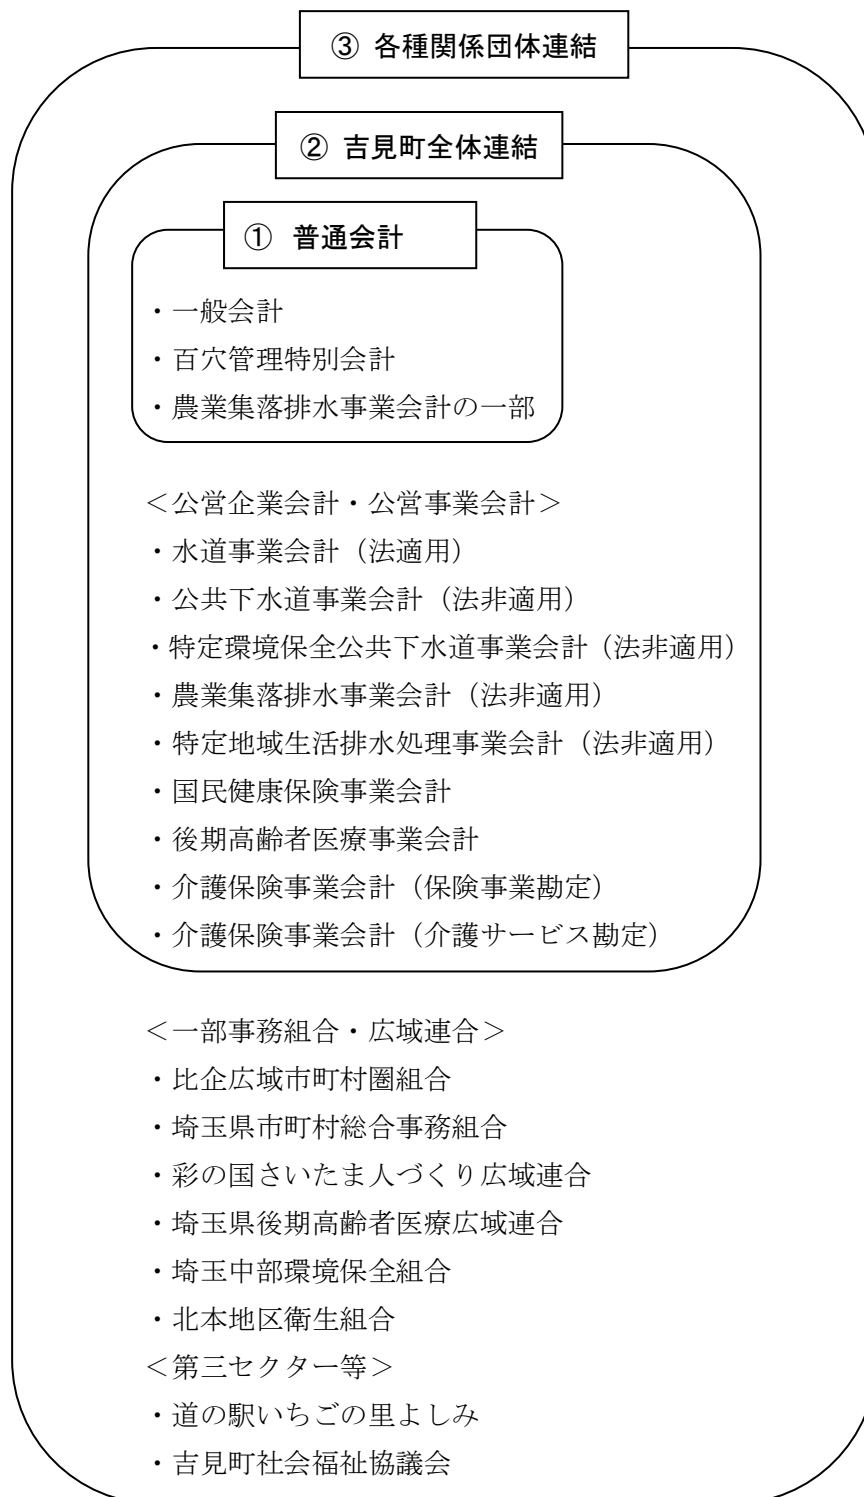 ③ 各種関係団体連結
② 吉見町全体連結
① 普通会計
・一般会計
・百穴管理特別会計
・農業集落排水事業会計の一部
＜公営企業会計・公営事業会計＞
・水道事業会計（法適用）
・公共下水道事業会計（法非適用）
・特定環境保全公共下水道事業会計（法非適用）
・農業集落排水事業会計（法非適用）
・特定地域生活排水処理事業会計（法非適用）
・国民健康保険事業会計
・後期高齢者医療事業会計
・介護保険事業会計（保険事業勘定）
・介護保険事業会計（介護サービス勘定）
＜一部事務組合・広域連合＞
・比企広域市町村圏組合
・埼玉県市町村総合事務組合
・彩の国さいたま人づくり広域連合
・埼玉県後期高齢者医療広域連合
・埼玉中部環境保全組合
・北本地区衛生組合
＜第三セクター等＞
・道の駅いちごの里よしみ
・吉見町社会福祉協議会